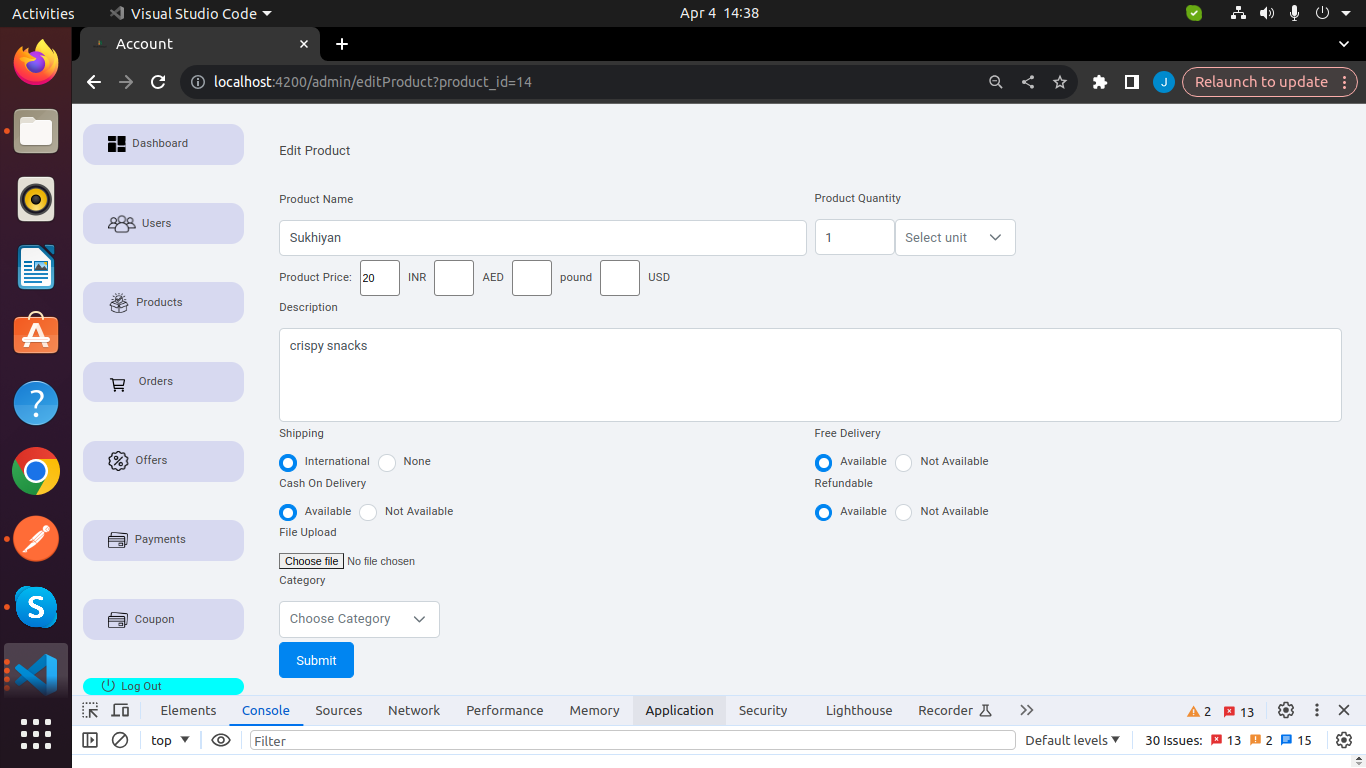 Activities Visual Studio Code Apr 4 14:38
Account
localhost:4200/admin/editProduct?product_id=14 J Relaunch to update
Dashboard
Users
Products
Orders
Offers
Payments
Coupon
Log Out
Edit Product
Product Name Product Quantity
Sukhiyan 1 Select unit
Product Price: 20 INR AED pound USD
Description
crispy snacks
Shipping Free Delivery
International None Available Not Available
Cash On Delivery Refundable
Available Not Available Available Not Available
File Upload
Choose file No file chosen
Category
Choose Category
Submit
Elements Console Sources Network Performance Memory Application Security Lighthouse Recorder 2 13
top Filter Default levels 30 Issues: 13 2 15